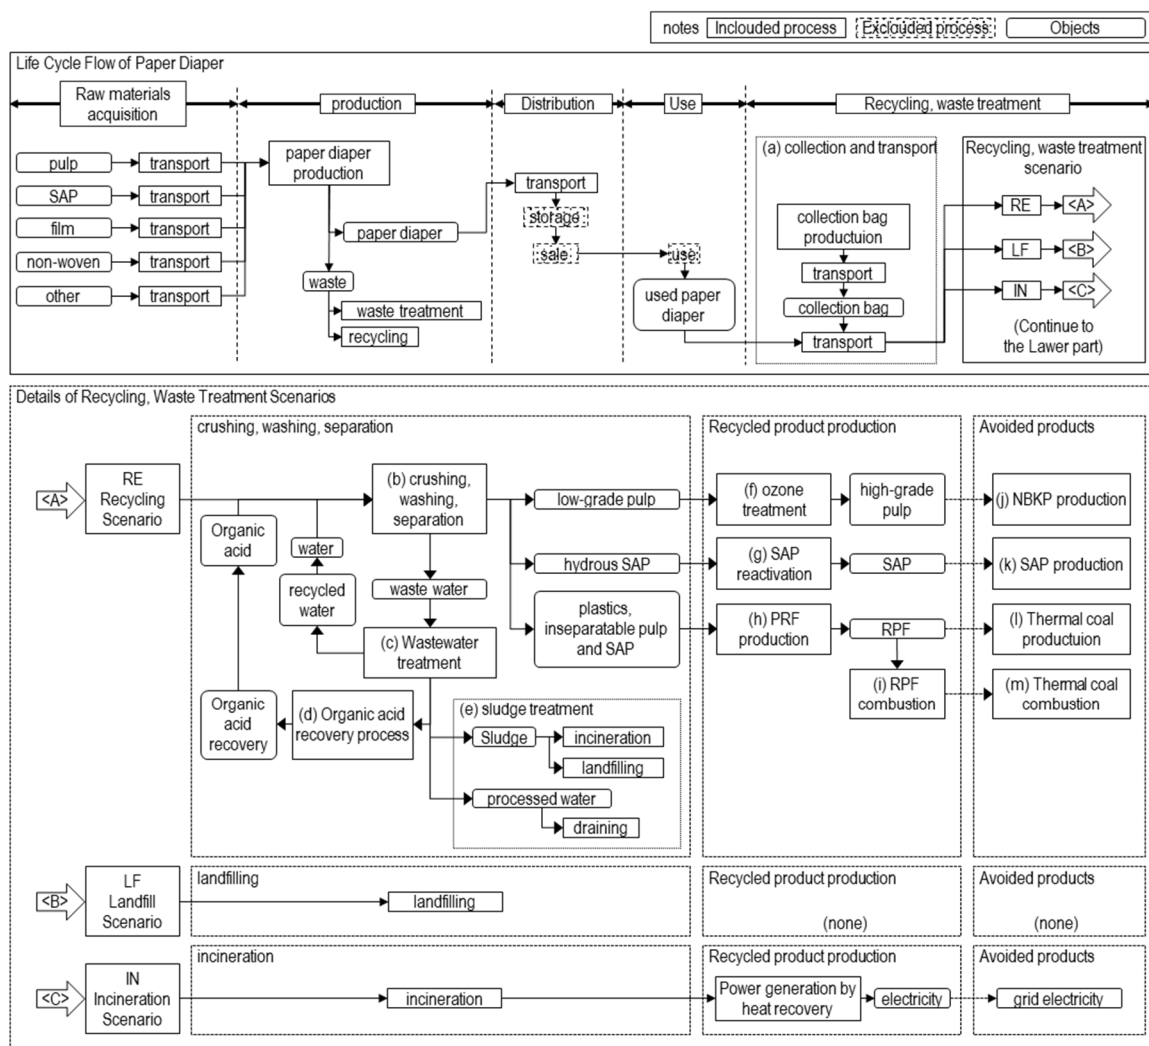 notes Inclouded process Exclouded process Objects
Life Cycle Flow of Paper Diaper
Raw materials
acquisition
production
Distribution
Use
Recycling, waste treatment
pulp
transport
SAP
transport
film
transport
non-woven
transport
other
transport
paper diaper
production
paper diaper
waste
waste treatment
recycling
transport
storage
sale
use
used paper
diaper
(a) collection and transport
collection bag
productuion
transport
collection bag
transport
Recycling, waste treatment
scenario
RE
<A>
LF
<B>
IN
<C>
(Continue to
the Lawer part)
Details of Recycling, Waste Treatment Scenarios
<A>
RE
Recycling
Scenario
crushing, washing, separation
(b) crushing,
washing,
separation
Organic
acid
water
recycled
water
waste water
(c) Wastewater
treatment
Organic
acid
recovery
(d) Organic acid
recovery process
(e) sludge treatment
Sludge
incineration
landfilling
processed water
draining
low-grade pulp
hydrous SAP
plastics,
inseparatable pulp
and SAP
Recycled product production
(f) ozone
treatment
high-grade
pulp
(g) SAP
reactivation
SAP
(h) PRF
production
RPF
(i) RPF
combustion
Avoided products
(j) NBKP production
(k) SAP production
(l) Thermal coal
productuion
(m) Thermal coal
combustion
<B>
LF
Landfill
Scenario
landfilling
landfilling
Recycled product production
(none)
Avoided products
(none)
<C>
IN
Incineration
Scenario
incineration
incineration
Recycled product production
Power generation by
heat recovery
electricity
Avoided products
grid electricity